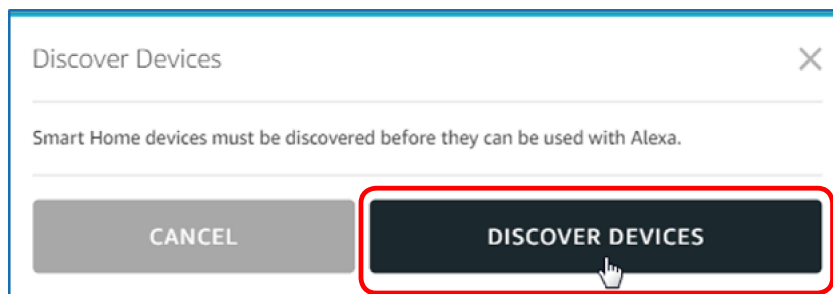 Discover Devices
Smart Home devices must be discovered before they can be used with Alexa.
CANCEL
DISCOVER DEVICES